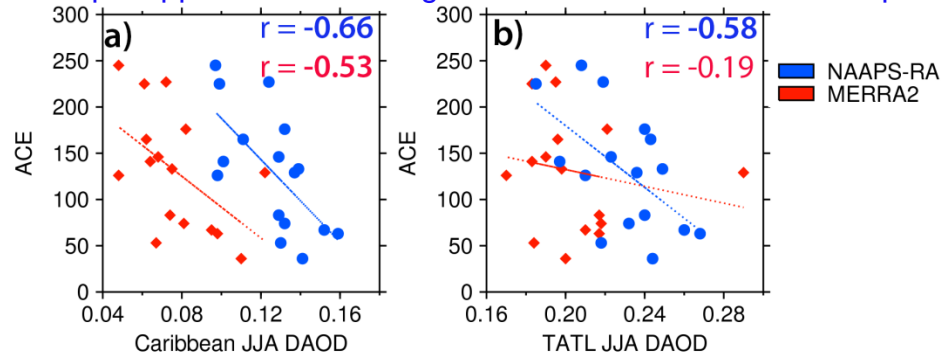 a)
r = -0.66
r = -0.53
ACE
300
250
200
150
100
50
0
0.04 0.08 0.12 0.16
Caribbean JJA DAOD
b)
r = -0.58
r = -0.19
ACE
300
250
200
150
100
50
0
0.16 0.20 0.24 0.28
TATL JJA DAOD
NAAPS-RA
MERRA2